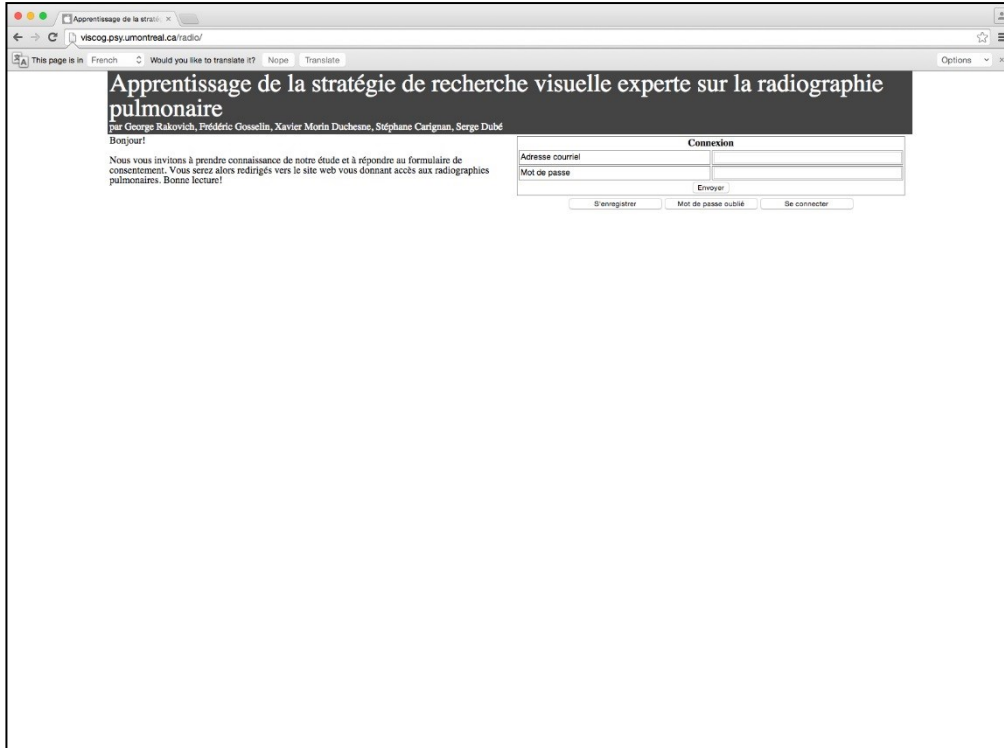 Apprentissage de la straté
viscog.psy.umontreal.ca/radio/
This page is in French Would you like to translate it? Nope Translate Options
Apprentissage de la stratégie de recherche visuelle experte sur la radiographie
pulmonaire
par George Rakovich, Frédéric Gosselin, Xavier Morin Duchesne, Stéphane Carignan, Serge Dubé
Bonjour!
Nous vous invitons à prendre connaissance de notre étude et à répondre au formulaire de
consentement. Vous serez alors redirigés vers le site web vous donnant accès aux radiographies
pulmonaires. Bonne lecture!
Connexion
Adresse courriel
Mot de passe
Envoyer
S'enregistrer Mot de passe oublié Se connecter